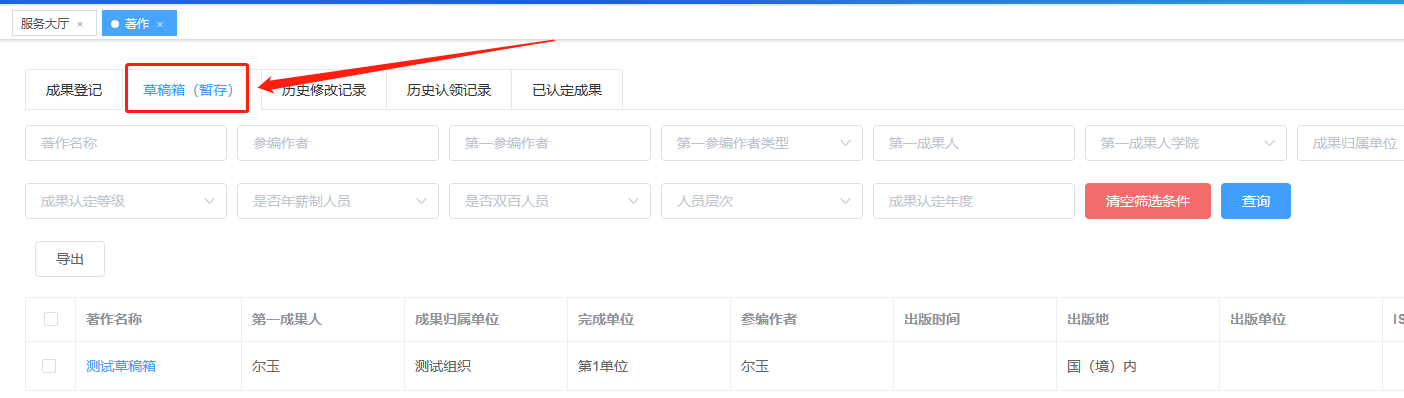 服务大厅 ×
著作 ×
成果登记 草稿箱（暂存） 历史修改记录 历史认领记录 已认定成果
著作名称 参编作者 第一参编作者 第一参编作者类型 第一成果人 第一成果人学院 成果归属单位
成果认定等级 是否年薪制人员 是否双百人员 人员层次 成果认定年度 清空筛选条件 查询
导出
著作名称 第一成果人 成果归属单位 完成单位 参编作者 出版时间 出版地 出版单位 IS
测试草稿箱 尔玉 测试组织 第1单位 尔玉 国（境）内